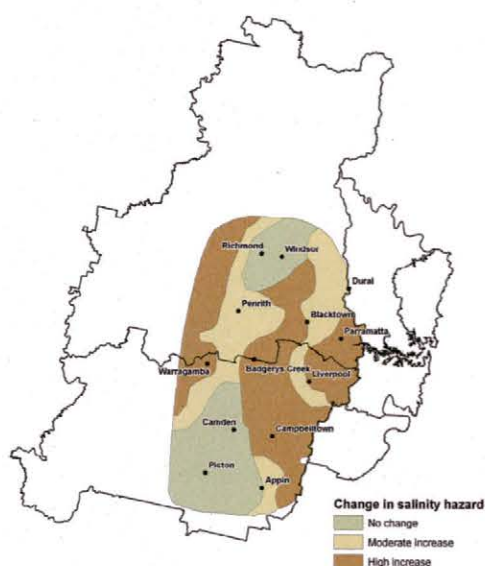 Richmond
Windsor
Dural
Penrith
Blacktown
Parramatta
Warragamba
Badgerys Creek
Liverpool
Camden
Campbelltown
Picton
Appin
Change in salinity hazard
No change
Moderate increase
High increase